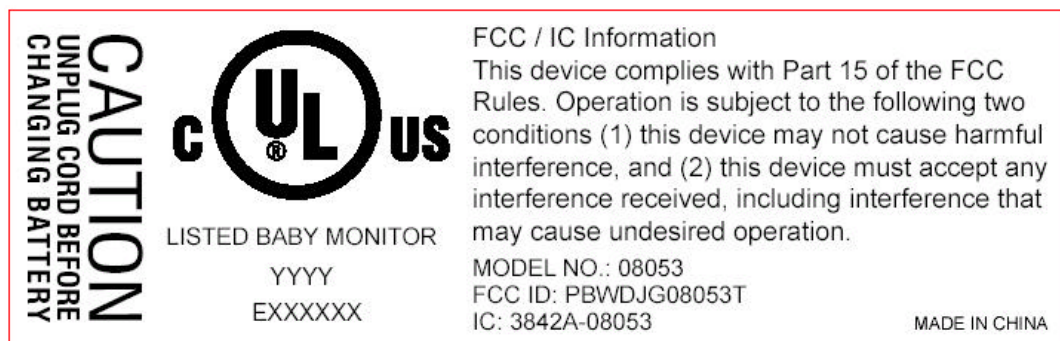 CAUTION
UNPLUG CORD BEFORE
CHANGING BATTERY
C UL® US
LISTED BABY MONITOR
YYYY
EXXXXXX
FCC / IC Information
This device complies with Part 15 of the FCC
Rules. Operation is subject to the following two
conditions (1) this device may not cause harmful
interference, and (2) this device must accept any
interference received, including interference that
may cause undesired operation.
MODEL NO.: 08053
FCC ID: PBWDJG08053T
IC: 3842A-08053
MADE IN CHINA